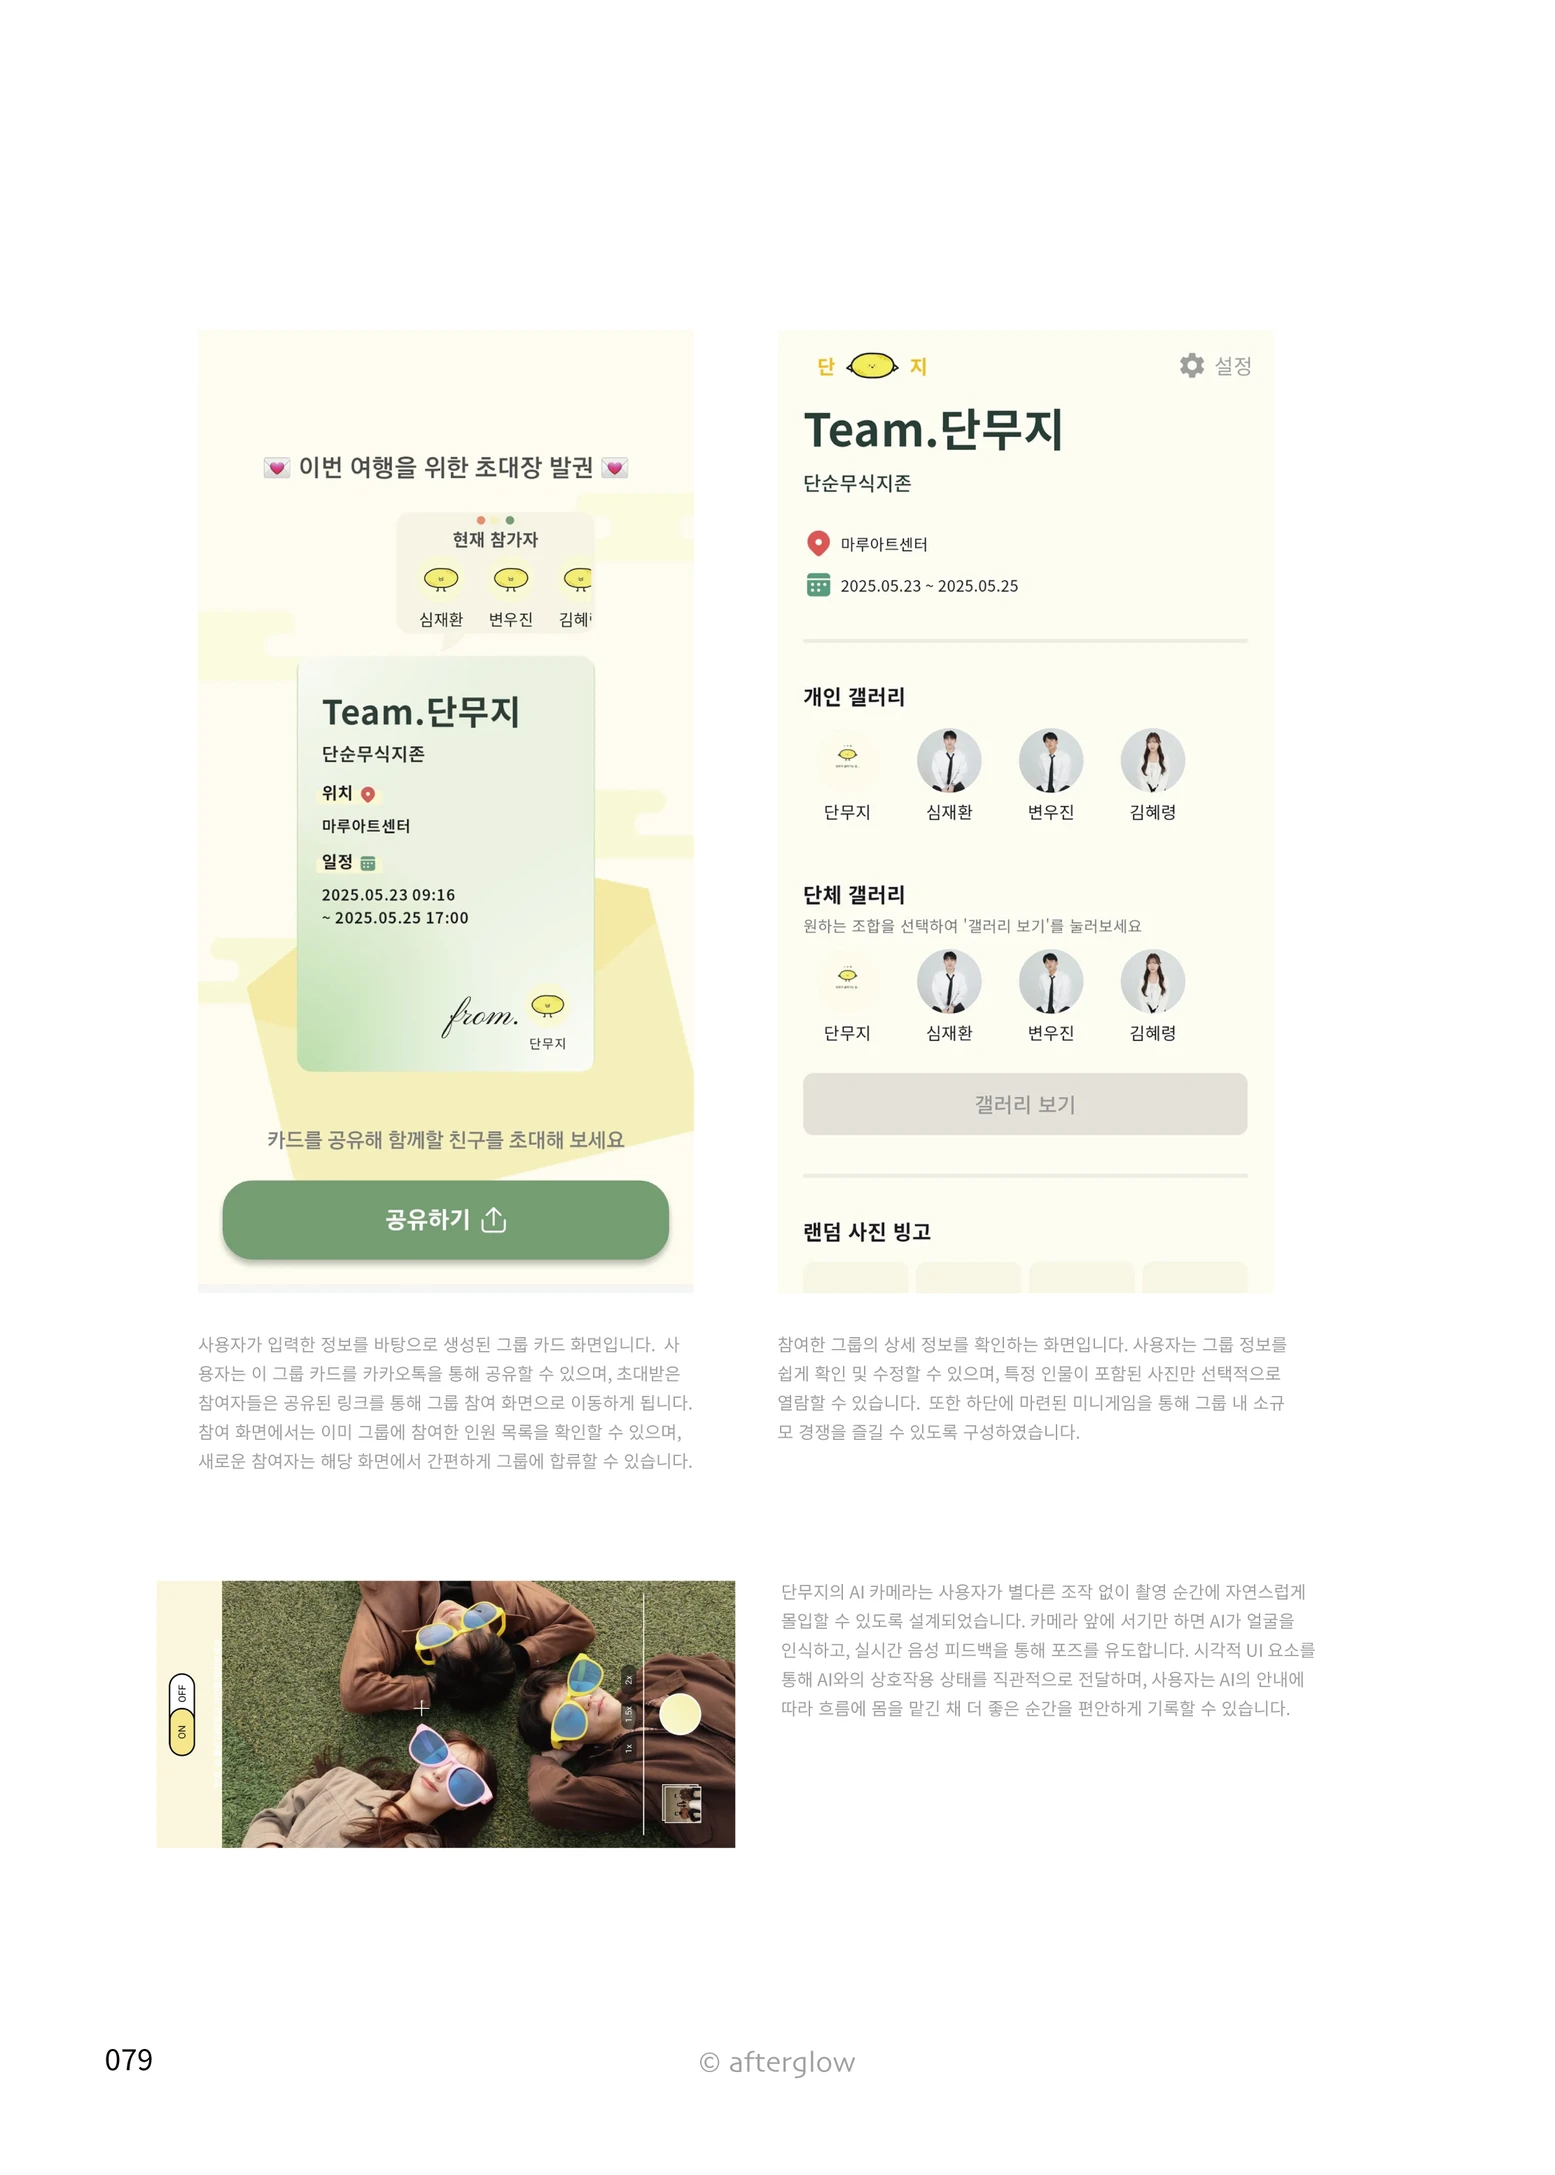 💌 이번 여행을 위한 초대장 발권 💌
현재 참가자
심재환 변우진 김혜
Team.단무지
단순무식지존
위치
마루아트센터
일정
2025.05.23 09:16
~ 2025.05.25 17:00
from.
단무지
카드를 공유해 함께할 친구를 초대해 보세요
공유하기
단 지
설정
Team.단무지
단순무식지존
마루아트센터
2025.05.23 ~ 2025.05.25
개인 갤러리
단무지 심재환 변우진 김혜령
단체 갤러리
원하는 조합을 선택하여 '갤러리 보기'를 눌러보세요
단무지 심재환 변우진 김혜령
갤러리 보기
랜덤 사진 빙고
사용자가 입력한 정보를 바탕으로 생성된 그룹 카드 화면입니다. 사
용자는 이 그룹 카드를 카카오톡을 통해 공유할 수 있으며, 초대받은
참여자들은 공유된 링크를 통해 그룹 참여 화면으로 이동하게 됩니다.
참여 화면에서는 이미 그룹에 참여한 인원 목록을 확인할 수 있으며,
새로운 참여자는 해당 화면에서 간편하게 그룹에 합류할 수 있습니다.
참여한 그룹의 상세 정보를 확인하는 화면입니다. 사용자는 그룹 정보를
쉽게 확인 및 수정할 수 있으며, 특정 인물이 포함된 사진만 선택적으로
열람할 수 있습니다. 또한 하단에 마련된 미니게임을 통해 그룹 내 소규
모 경쟁을 즐길 수 있도록 구성하였습니다.
OFF
ON
2x
1.5x
1x
단무지의 AI 카메라는 사용자가 별다른 조작 없이 촬영 순간에 자연스럽게
몰입할 수 있도록 설계되었습니다. 카메라 앞에 서기만 하면 AI가 얼굴을
인식하고, 실시간 음성 피드백을 통해 포즈를 유도합니다. 시각적 UI 요소를
통해 AI와의 상호작용 상태를 직관적으로 전달하며, 사용자는 AI의 안내에
따라 흐름에 몸을 맡긴 채 더 좋은 순간을 편안하게 기록할 수 있습니다.
079
© afterglow